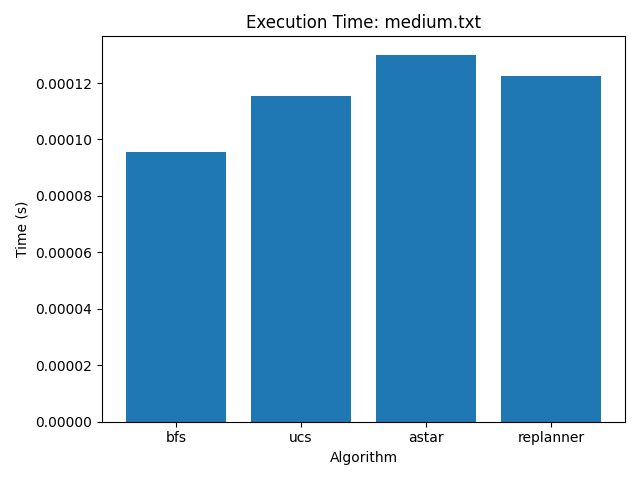 Execution Time: medium.txt
Time (s)
0.00012
0.00010
0.00008
0.00006
0.00004
0.00002
0.00000
bfs ucs astar replanner
Algorithm